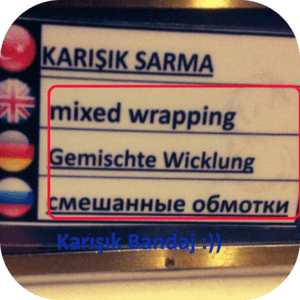 KARIŞIK SARMA
mixed wrapping
Gemischte Wicklung
смешанные обмотки
Karışık Bandaj :))